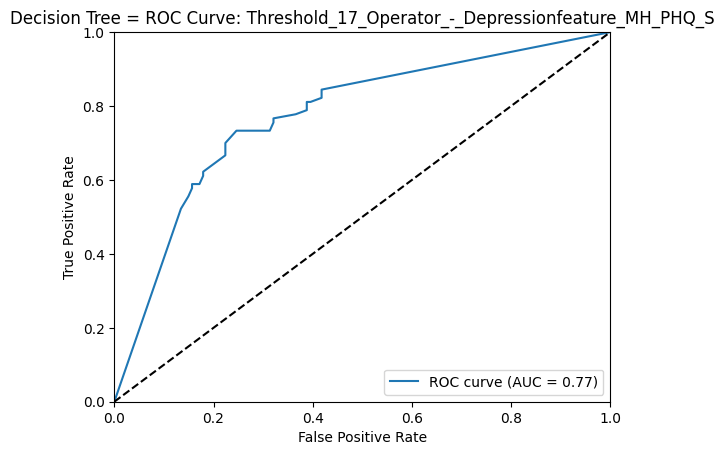 Decision Tree = ROC Curve: Threshold_17_Operator_-_Depressionfeature_MH_PHQ_S
1.0
0.8
0.6
0.4
0.2
0.0
True Positive Rate
ROC curve (AUC = 0.77)
0.0 0.2 0.4 0.6 0.8 1.0
False Positive Rate